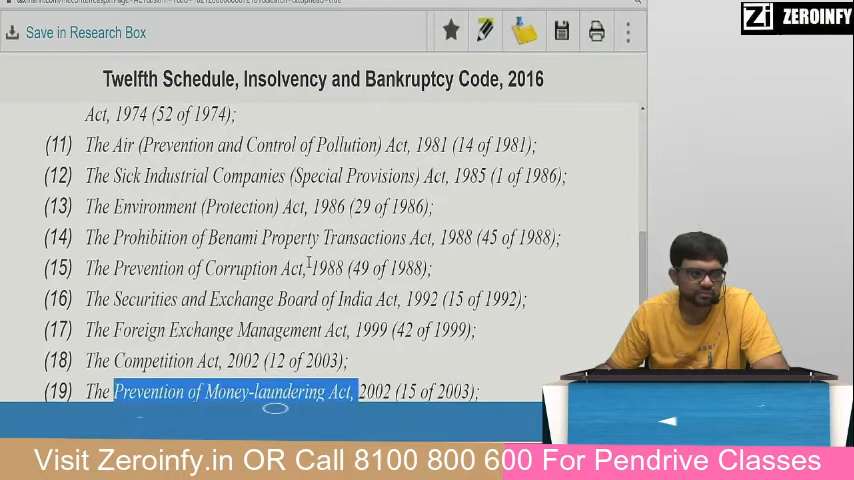 Save in Research Box
Zi ZEROINFY
Twelfth Schedule, Insolvency and Bankruptcy Code, 2016
Act, 1974 (52 of 1974);
(11) The Air (Prevention and Control of Pollution) Act, 1981 (14 of 1981);
(12) The Sick Industrial Companies (Special Provisions) Act, 1985 (1 of 1986);
(13) The Environment (Protection) Act, 1986 (29 of 1986);
(14) The Prohibition of Benami Property Transactions Act, 1988 (45 of 1988);
(15) The Prevention of Corruption Act, 1988 (49 of 1988);
(16) The Securities and Exchange Board of India Act, 1992 (15 of 1992);
(17) The Foreign Exchange Management Act, 1999 (42 of 1999);
(18) The Competition Act, 2002 (12 of 2003);
(19) The Prevention of Money-laundering Act, 2002 (15 of 2003);
Visit Zeroinfy.in OR Call 8100 800 600 For Pendrive Classes